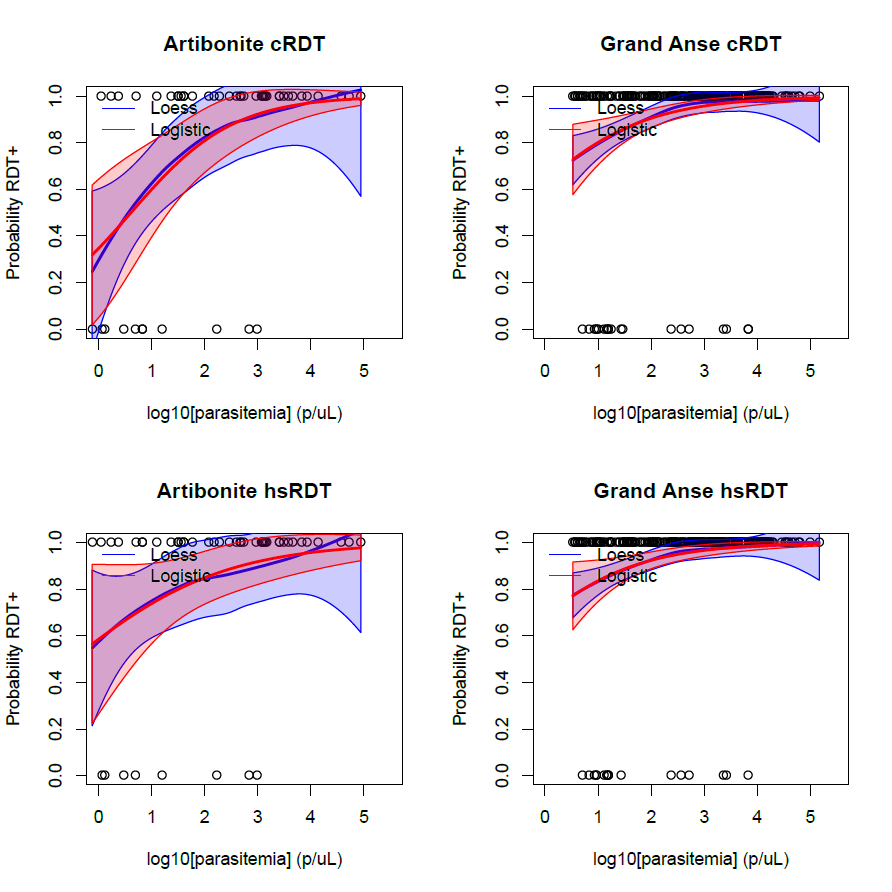 Artibonite cRDT
Probability RDT+
0.0 0.2 0.4 0.6 0.8 1.0
Loess
Logistic
0 1 2 3 4 5
log10[parasitemia] (p/uL)
Grand Anse cRDT
Probability RDT+
0.0 0.2 0.4 0.6 0.8 1.0
Loess
Logistic
0 1 2 3 4 5
log10[parasitemia] (p/uL)
Artibonite hsRDT
Probability RDT+
0.0 0.2 0.4 0.6 0.8 1.0
Loess
Logistic
0 1 2 3 4 5
log10[parasitemia] (p/uL)
Grand Anse hsRDT
Probability RDT+
0.0 0.2 0.4 0.6 0.8 1.0
Loess
Logistic
0 1 2 3 4 5
log10[parasitemia] (p/uL)